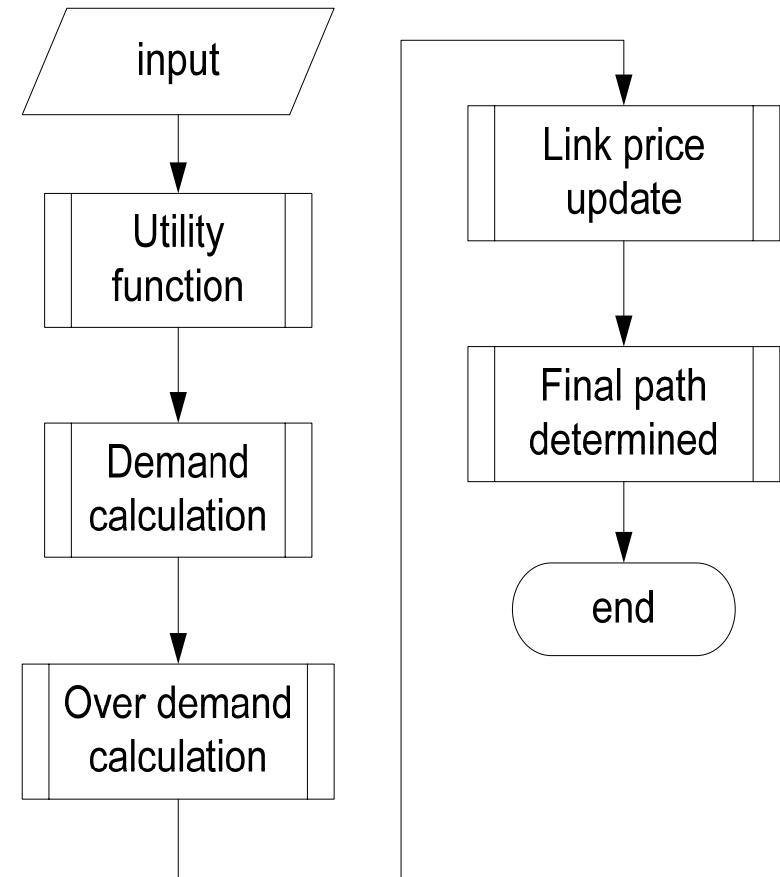 input
Utility
function
Demand
calculation
Over demand
calculation
Link price
update
Final path
determined
end